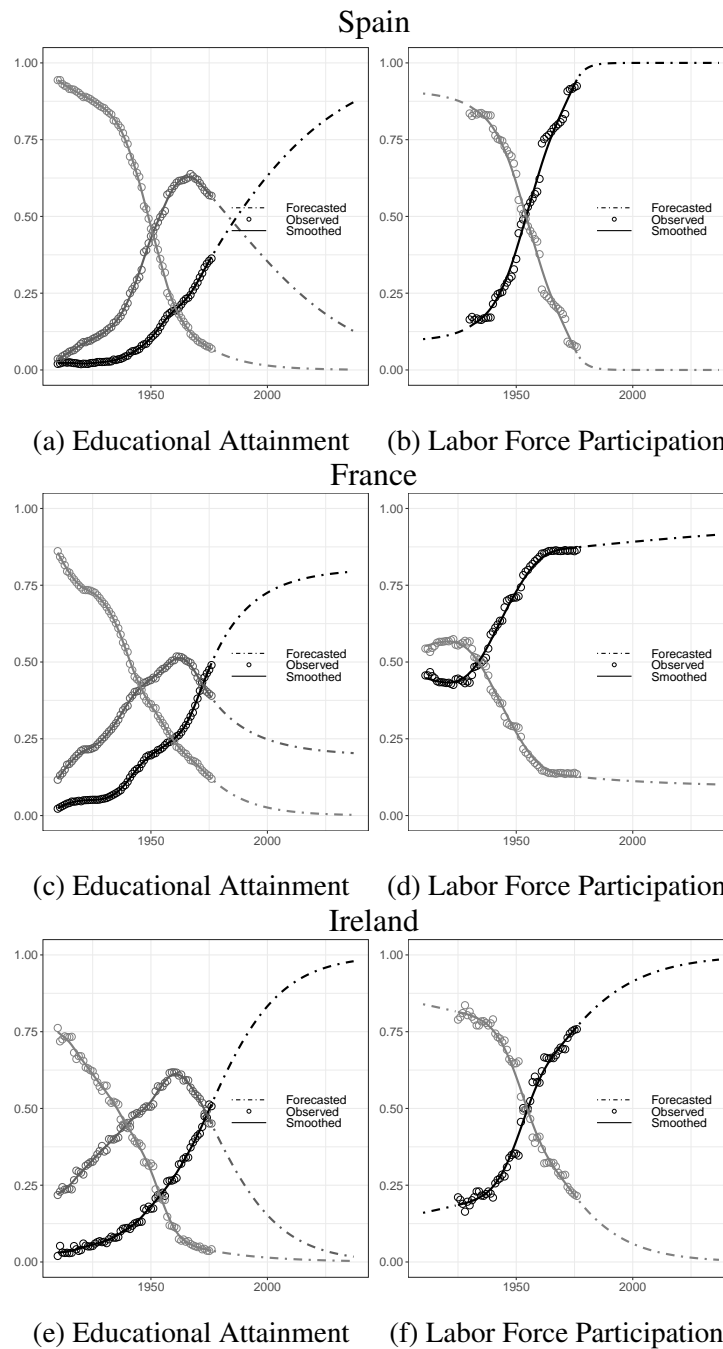 Spain
1.00
0.75
0.50
0.25
0.00
Forecasted
Observed
Smoothed
1950
2000
1.00
0.75
0.50
0.25
0.00
Forecasted
Observed
Smoothed
1950
2000
(a) Educational Attainment
(b) Labor Force Participation
France
1.00
0.75
0.50
0.25
0.00
Forecasted
Observed
Smoothed
1950
2000
1.00
0.75
0.50
0.25
0.00
Forecasted
Observed
Smoothed
1950
2000
(c) Educational Attainment
(d) Labor Force Participation
Ireland
1.00
0.75
0.50
0.25
0.00
Forecasted
Observed
Smoothed
1950
2000
1.00
0.75
0.50
0.25
0.00
Forecasted
Observed
Smoothed
1950
2000
(e) Educational Attainment
(f) Labor Force Participation